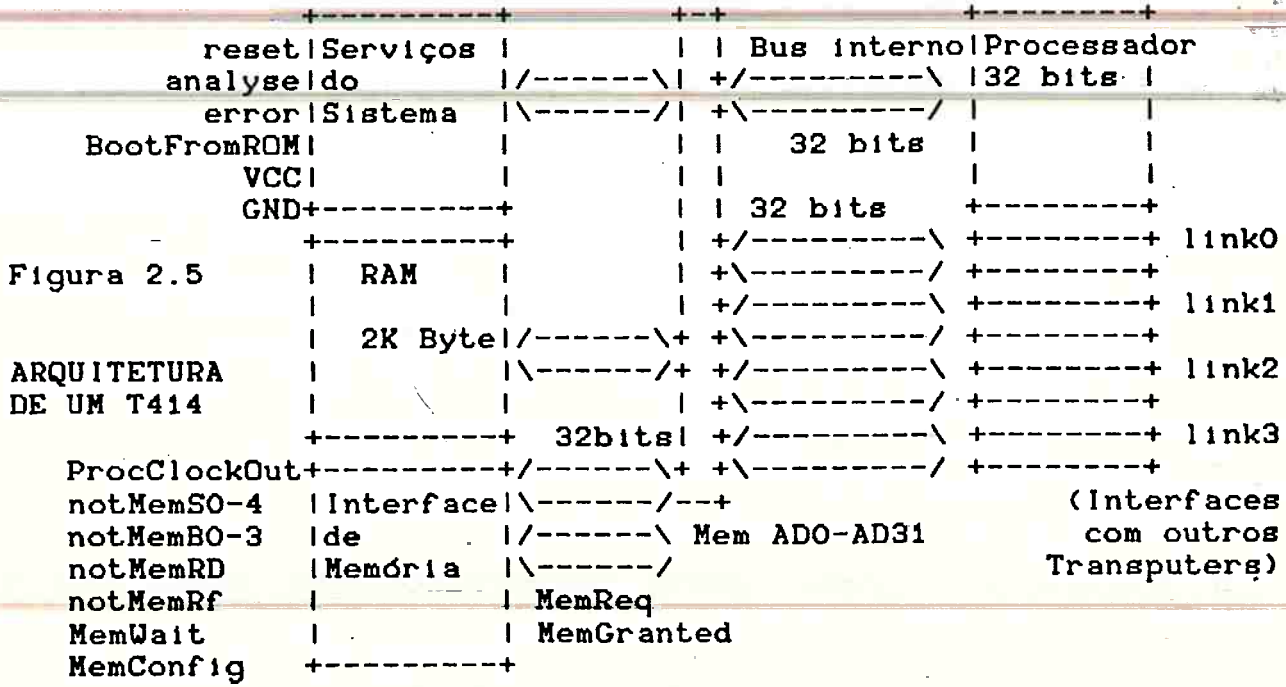 reset Serviços Bus interno Processador
analyse do 32 bits
error Sistema
BootFromROM 32 bits
VCC
GND 32 bits
link0
Figura 2.5 RAM
link1
2K Byte
ARQUITETURA link2
DE UM T414
32bits link3
ProcClockOut
notMemS0-4 Interface (Interfaces
notMemB0-3 de Mem AD0-AD31 com outros
notMemRD Memória Transputers)
notMemRf MemReq
MemWait MemGranted
MemConfig